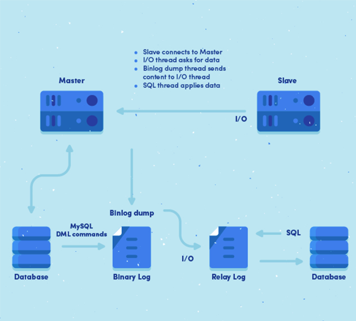 Slave connects to Master
I/O thread asks for data
Binlog dump thread sends
content to I/O thread
SQL thread applies data
Master
Slave
I/O
Binlog dump
MySQL
DML commands
I/O
SQL
Database
Binary Log
Relay Log
Database